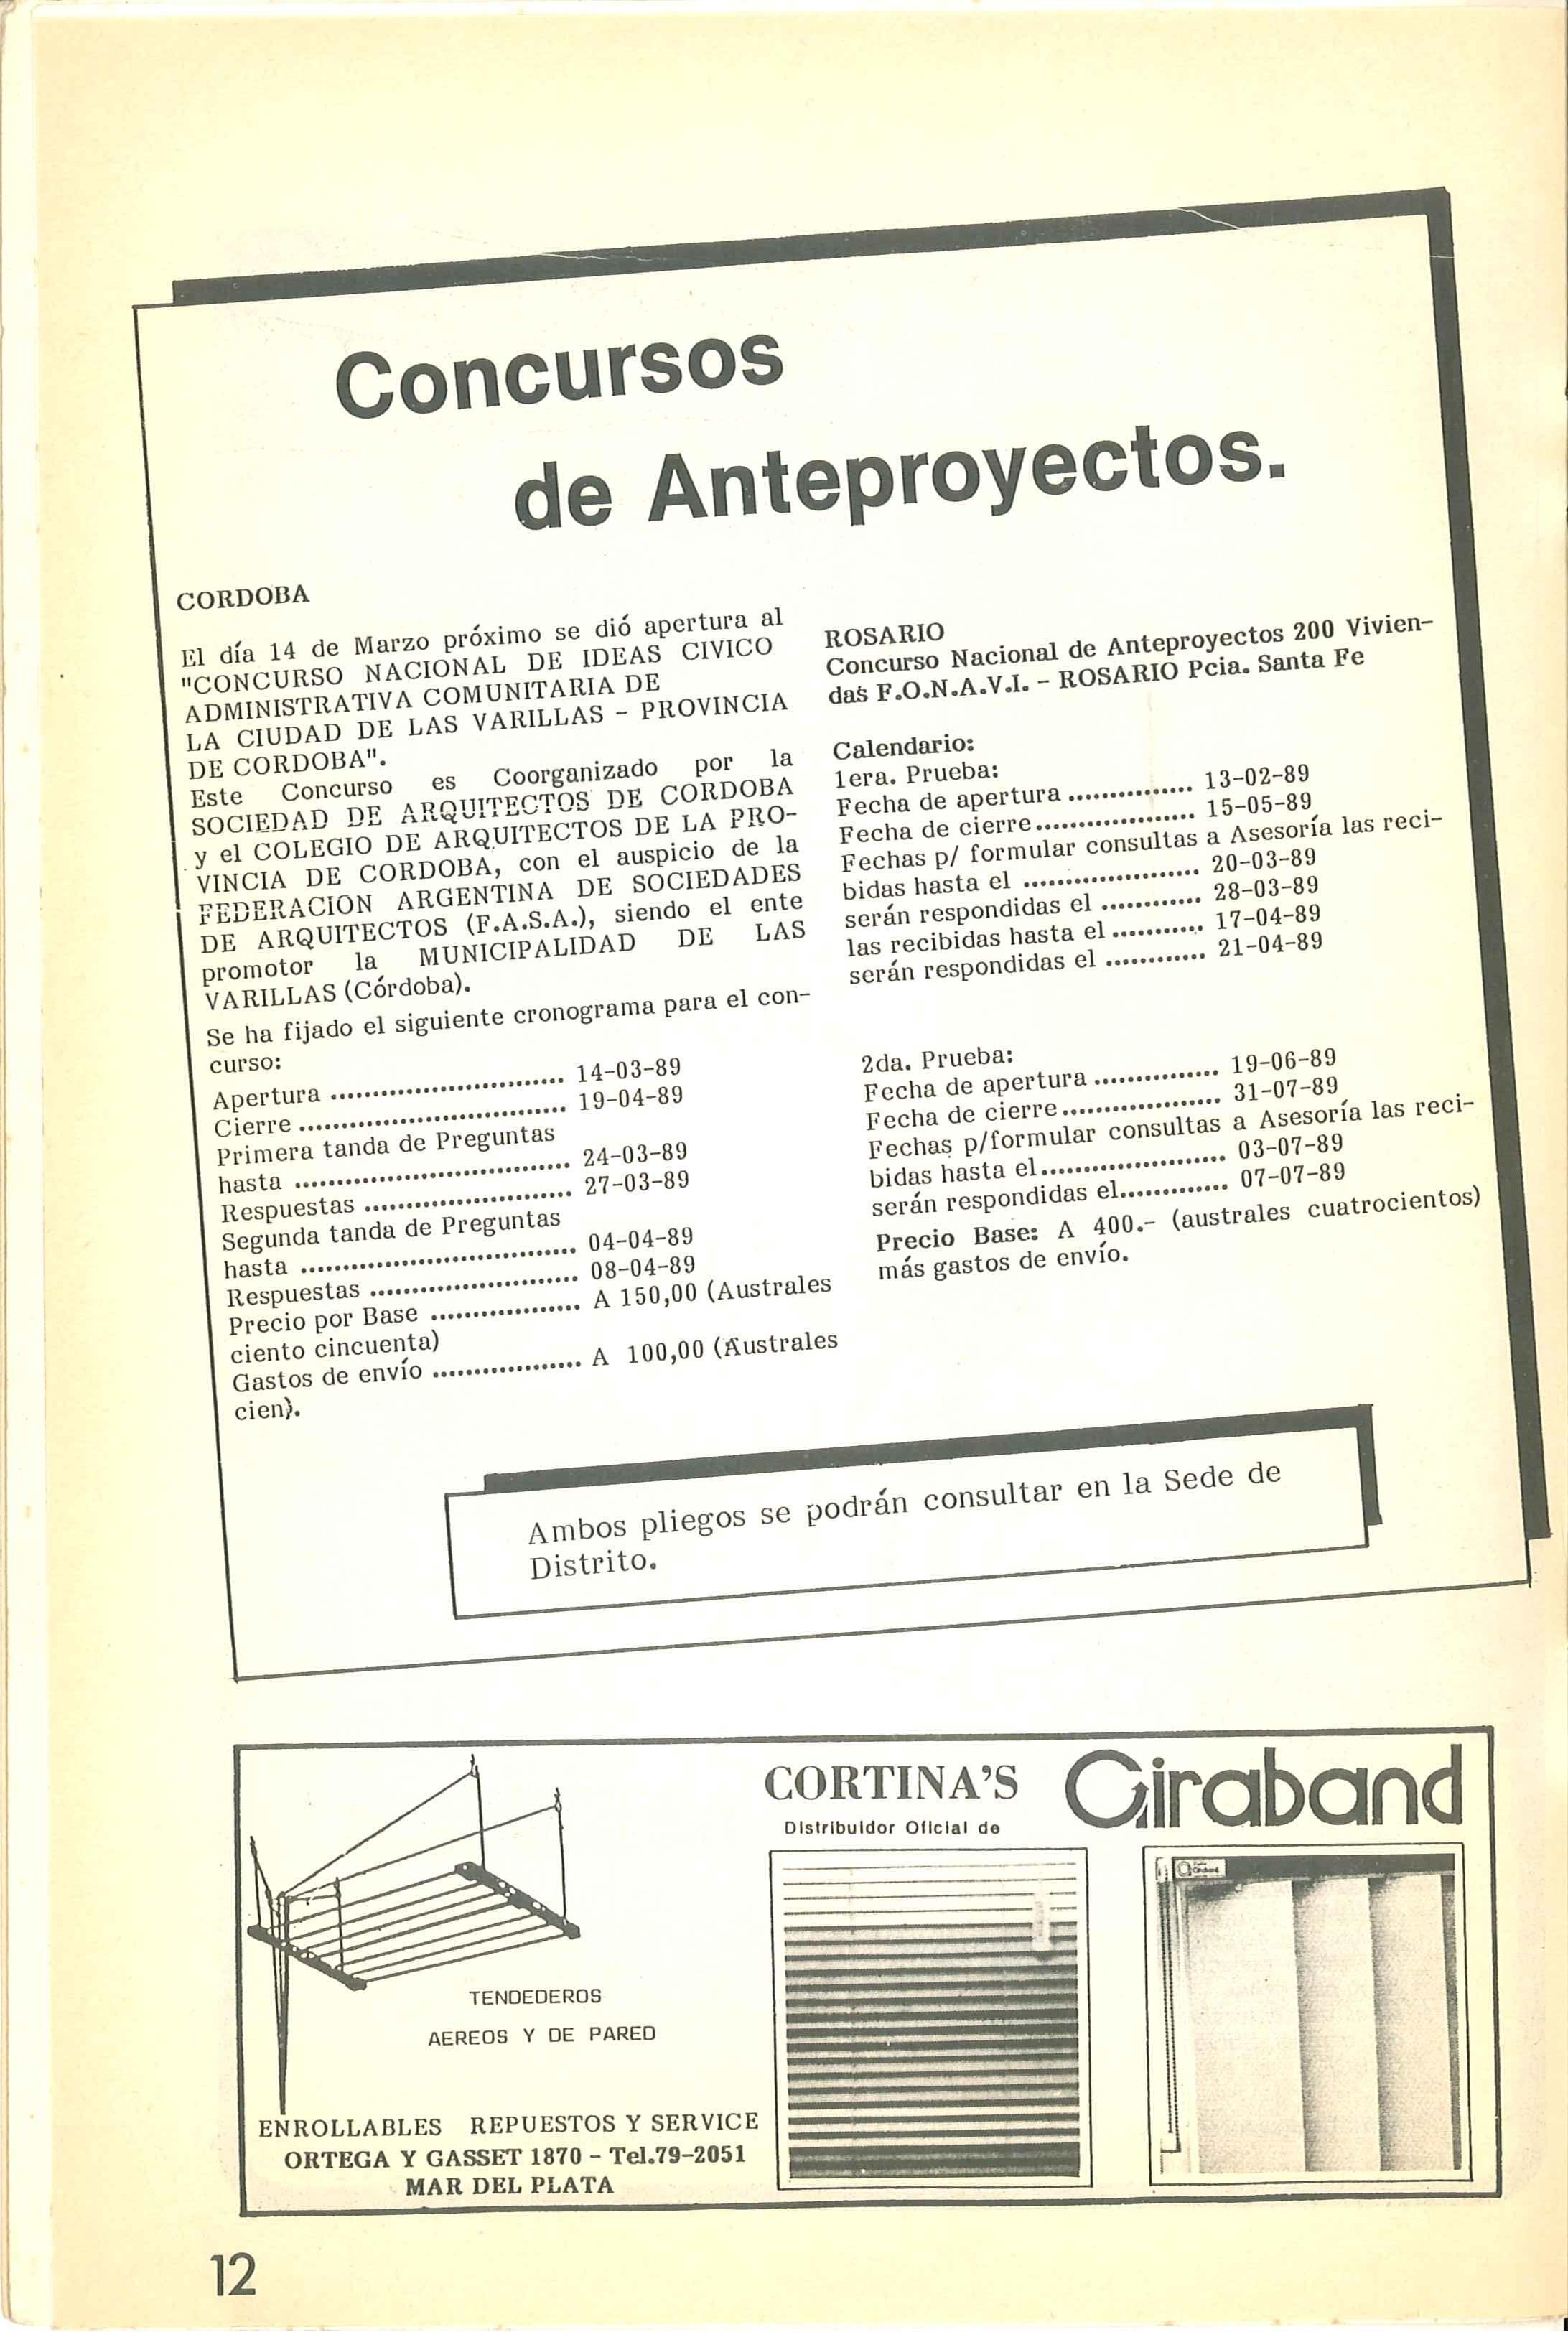 Concursos
de Anteproyectos.
CORDOBA
El día 14 de Marzo próximo se dió apertura al
"CONCURSO NACIONAL DE IDEAS CIVICO
ADMINISTRATIVA COMUNITARIA DE
LA CIUDAD DE LAS VARILLAS - PROVINCIA
DE CORDOBA".
Este Concurso es Coorganizado por la
SOCIEDAD DE ARQUITECTOS DE CORDOBA
y el COLEGIO DE ARQUITECTOS DE LA PRO-
VINCIA DE CORDOBA, con el auspicio de la
FEDERACION ARGENTINA DE SOCIEDADES
DE ARQUITECTOS (F.A.S.A.), siendo el ente
promotor la MUNICIPALIDAD DE LAS
VARILLAS (Córdoba).
Se ha fijado el siguiente cronograma para el con-
curso:
Apertura ............................ 14-03-89
Cierre ................................ 19-04-89
Primera tanda de Preguntas
hasta ................................. 24-03-89
Respuestas ......................... 27-03-89
Segunda tanda de Preguntas
hasta ................................. 04-04-89
Respuestas ......................... 08-04-89
Precio por Base .................. A 150,00 (Australes
ciento cincuenta)
Gastos de envío .................. A 100,00 (Australes
cien).
ROSARIO
Concurso Nacional de Anteproyectos 200 Vivien-
das F.O.N.A.V.I. - ROSARIO Pcia. Santa Fe
Calendario:
1era. Prueba:
Fecha de apertura ............... 13-02-89
Fecha de cierre................... 15-05-89
Fechas p/ formular consultas a Asesoría las reci-
bidas hasta el ..................... 20-03-89
serán respondidas el ............ 28-03-89
las recibidas hasta el ........... 17-04-89
serán respondidas el ............ 21-04-89
2da. Prueba:
Fecha de apertura ............... 19-06-89
Fecha de cierre................... 31-07-89
Fechas p/formular consultas a Asesoría las reci-
bidas hasta el...................... 03-07-89
serán respondidas el............. 07-07-89
Precio Base: A 400.- (australes cuatrocientos)
más gastos de envío.
Ambos pliegos se podrán consultar en la Sede de
Distrito.
CORTINA'S Giraband
Distribuidor Oficial de
Giraband
TENDEDEROS
AEREOS Y DE PARED
ENROLLABLES REPUESTOS Y SERVICE
ORTEGA Y GASSET 1870 - Tel.79-2051
MAR DEL PLATA
12